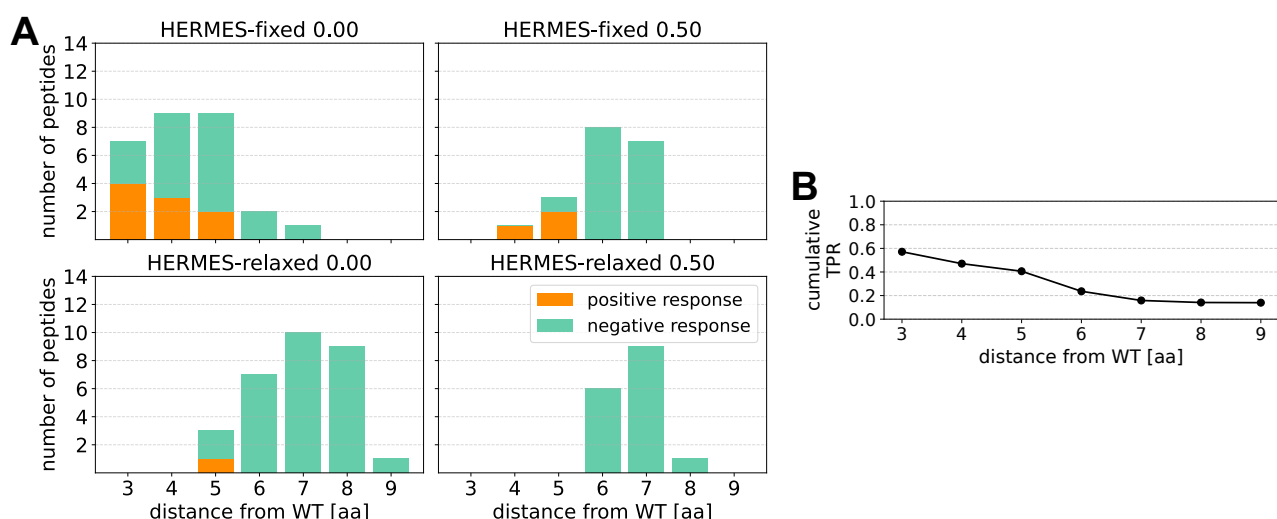 A
HERMES-fixed 0.00
HERMES-fixed 0.50
number of peptides
14
12
10
8
6
4
2
HERMES-relaxed 0.00
HERMES-relaxed 0.50
number of peptides
14
12
10
8
6
4
2
positive response
negative response
3 4 5 6 7 8 9
3 4 5 6 7 8 9
distance from WT [aa]
distance from WT [aa]
B
cumulative
TPR
1.0
0.8
0.6
0.4
0.2
0.0
3 4 5 6 7 8 9
distance from WT [aa]